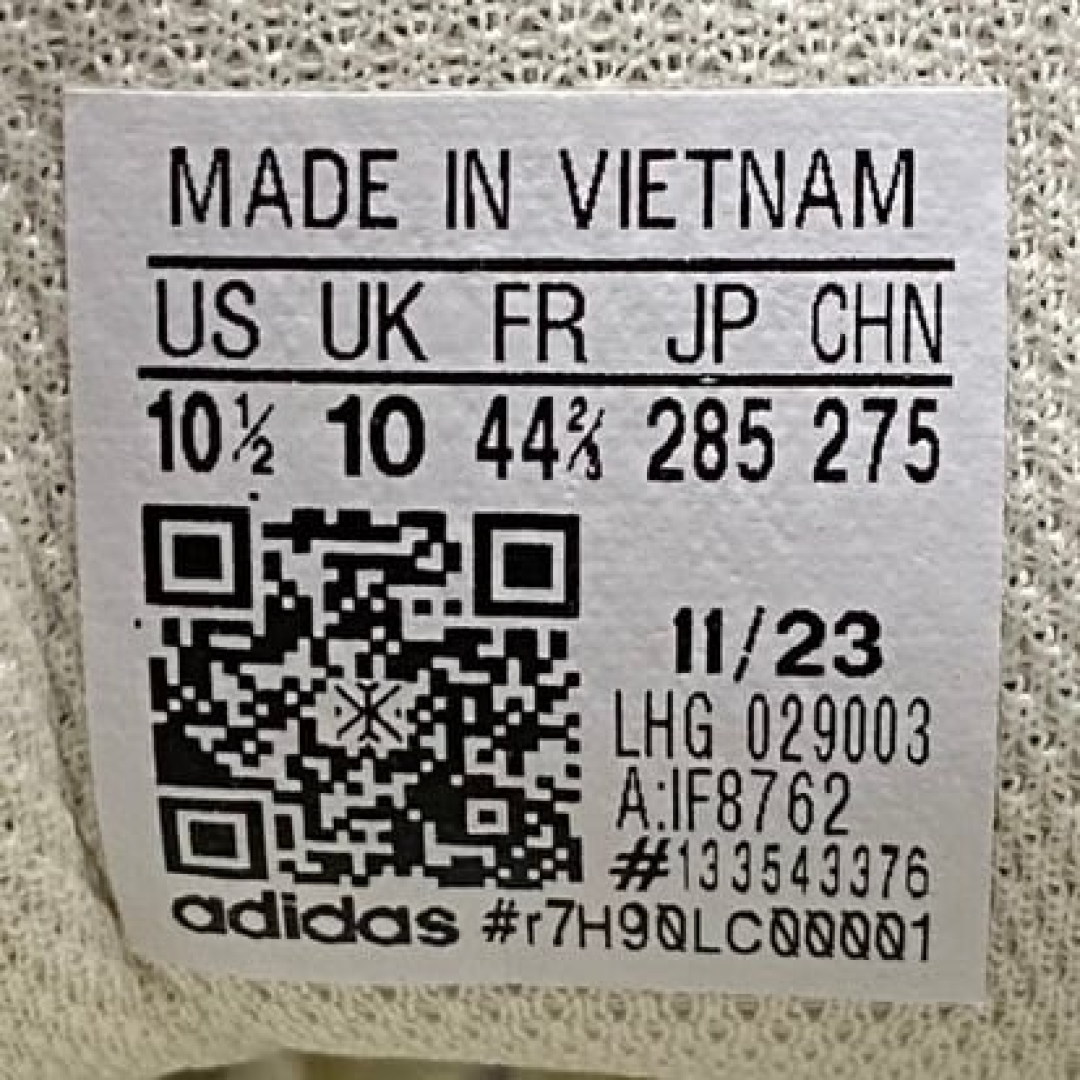 MADE IN VIETNAM
US UK FR JP CHN
10½ 10 44⅔ 285 275
11/23
LHG 029003
A:IF8762
#133543376
adidas #r7H90LC00001